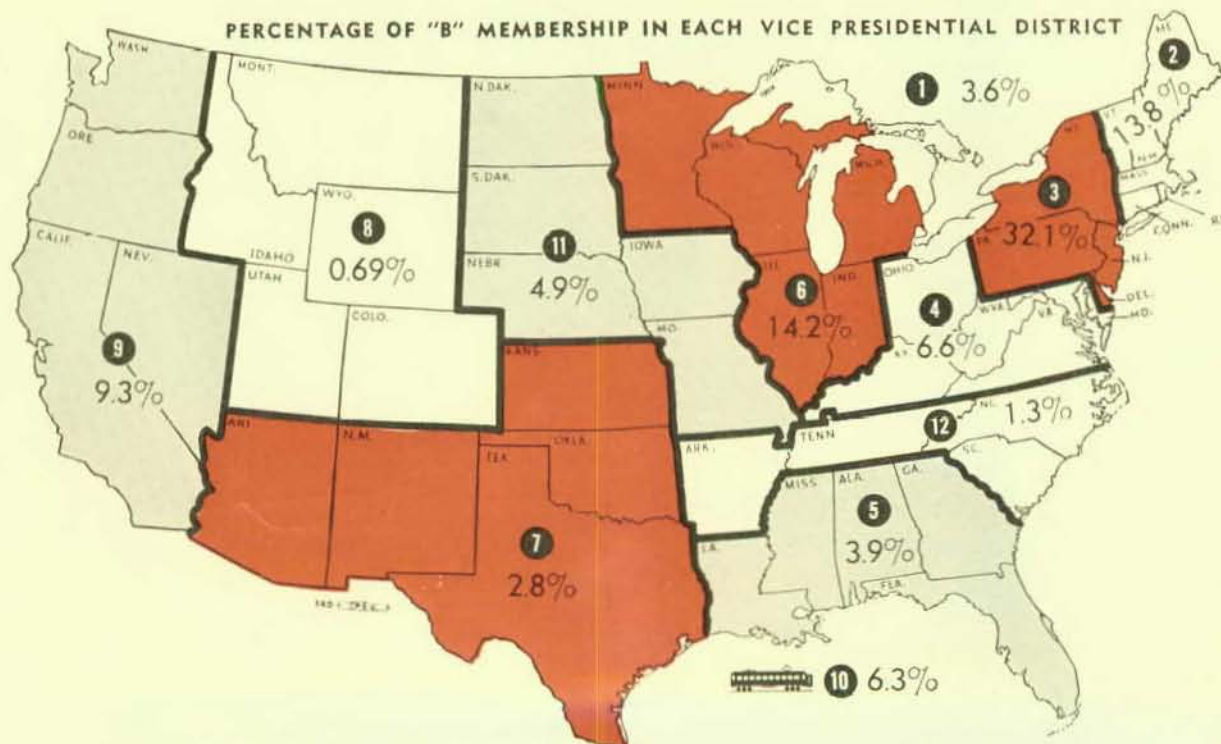 PERCENTAGE OF "B" MEMBERSHIP IN EACH VICE PRESIDENTIAL DISTRICT
WASH.
MONT.
N.DAK.
MINN.
ME.
2
1 3.6%
VT.
13.8%
N.H.
ORE.
WIS.
MICH.
N.Y.
MASS.
S.DAK.
WYO.
3
R.
CONN.
8
PA.
32.1%
CALIF.
NEV.
IDAHO
UTAH
0.69%
11
IOWA
NEBR.
4.9%
ILL.
IND.
OHIO
N.J.
6
14.2%
W.VA.
VA.
DEL.
MD.
COLO.
MO.
4
KY.
6.6%
9
9.3%
KANS.
N.C.
1.3%
TENN.
12
ARI.
N.M.
OKLA.
TEX.
ARK.
S.C.
MISS.
ALA.
GA.
5
3.9%
7
2.8%
LA.
FLA.
10 6.3%